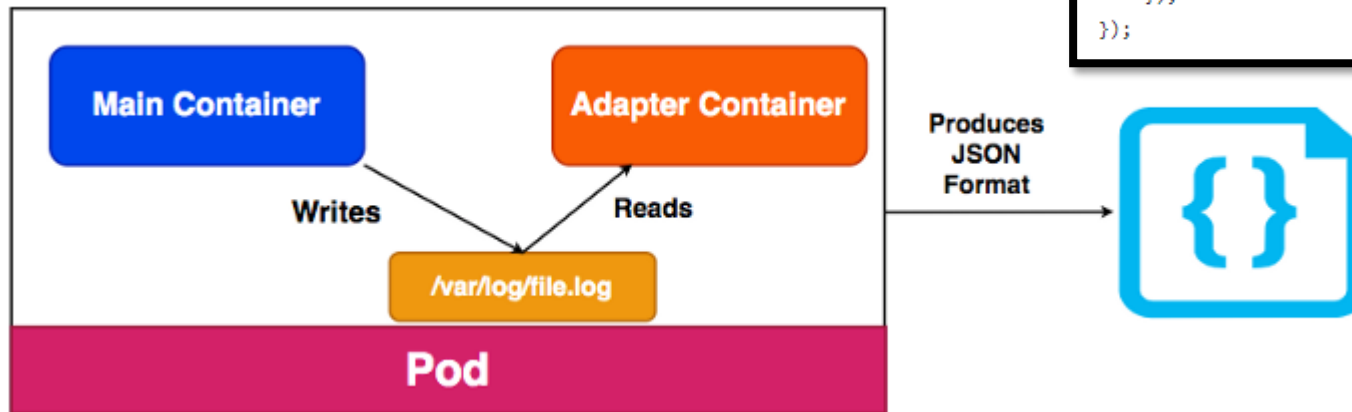 });
});
Main Container
Adapter Container
Produces
JSON
Format
Writes
Reads
{}
/var/log/file.log
Pod